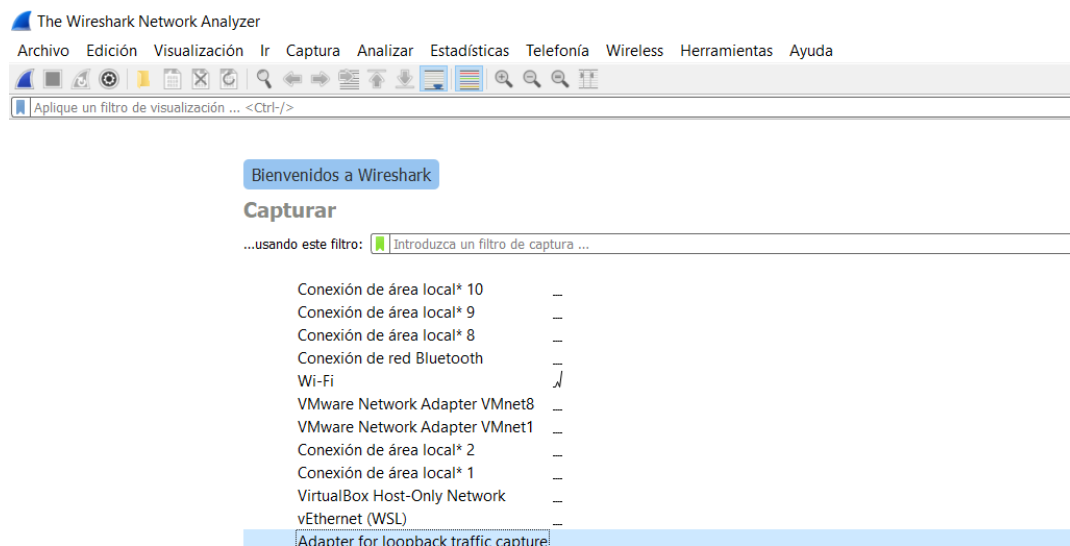 The Wireshark Network Analyzer
Archivo Edición Visualización Ir Captura Analizar Estadísticas Telefonía Wireless Herramientas Ayuda
Aplique un filtro de visualización ... <Ctrl-/>
Bienvenidos a Wireshark
Capturar
...usando este filtro: Introduzca un filtro de captura ...
Conexión de área local* 10
Conexión de área local* 9
Conexión de área local* 8
Conexión de red Bluetooth
Wi-Fi
VMware Network Adapter VMnet8
VMware Network Adapter VMnet1
Conexión de área local* 2
Conexión de área local* 1
VirtualBox Host-Only Network
vEthernet (WSL)
Adapter for loopback traffic capture